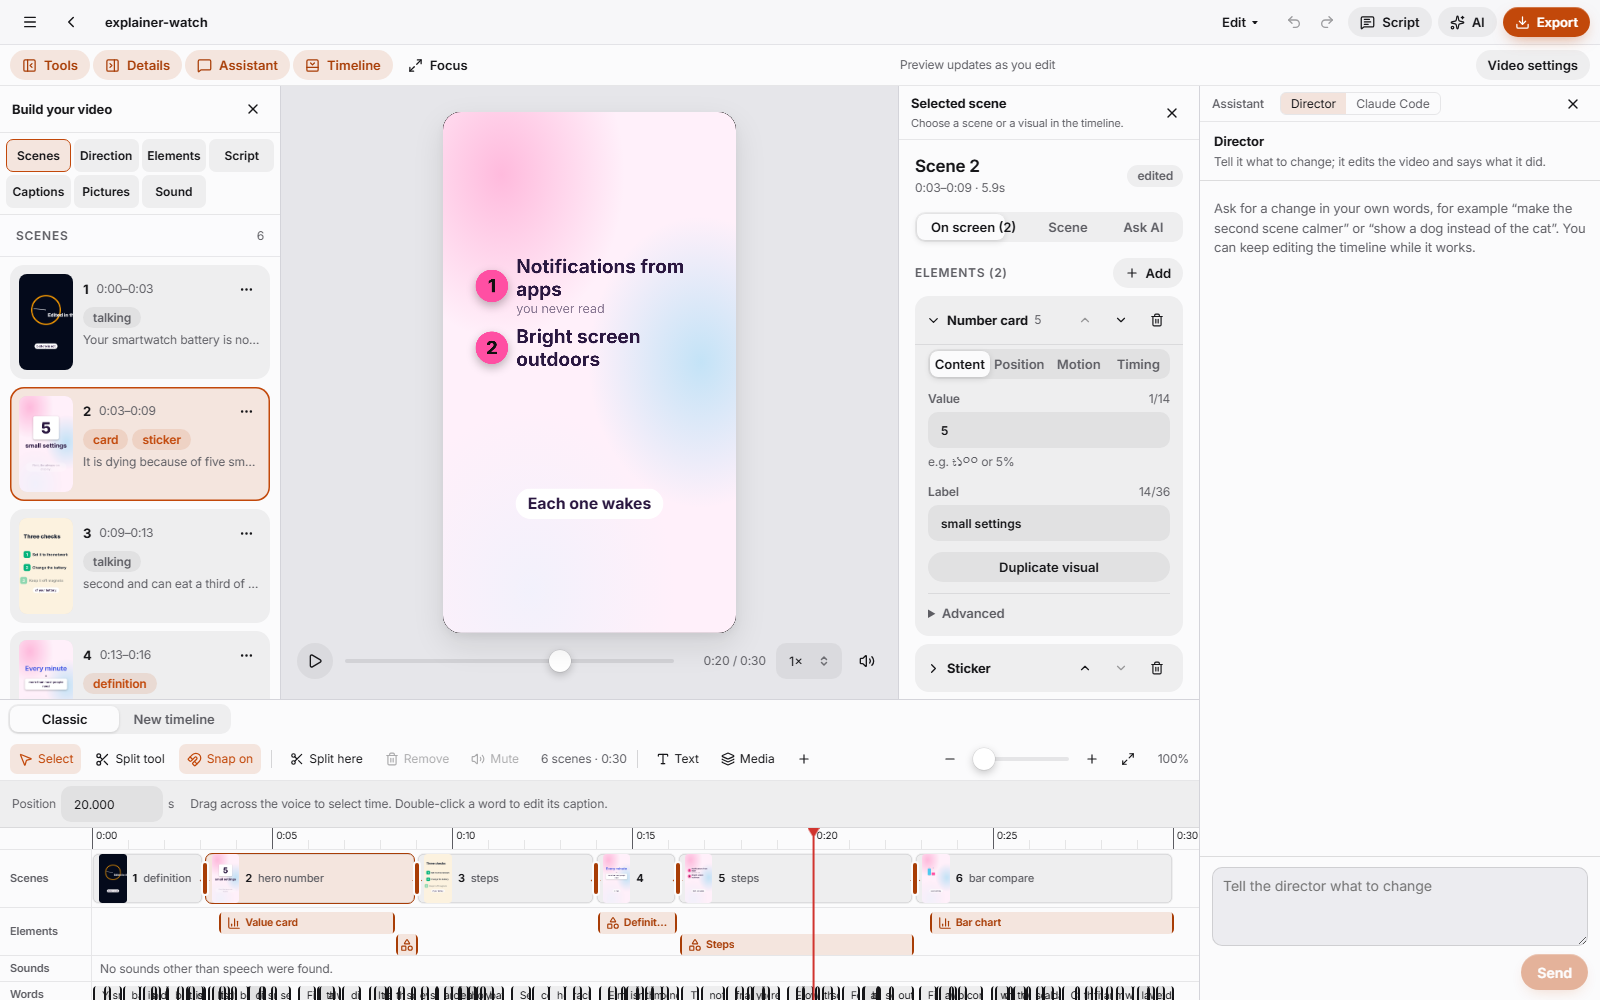 explainer-watch
Edit
Script
AI
Export
Tools
Details
Assistant
Timeline
Focus
Preview updates as you edit
Video settings
Build your video
Scenes
Direction
Elements
Script
Captions
Pictures
Sound
SCENES
6
1 0:00–0:03
talking
Your smartwatch battery is no...
2 0:03–0:09
card
sticker
It is dying because of five sm...
5
small settings
3 0:09–0:13
talking
second and can eat a third of ...
Three checks
4 0:13–0:16
definition
Every minute
1
Notifications from
apps
you never read
2
Bright screen
outdoors
Each one wakes
0:20 / 0:30
1×
Selected scene
Choose a scene or a visual in the timeline.
Scene 2
0:03–0:09 · 5.9s
edited
On screen (2)
Scene
Ask AI
ELEMENTS (2)
Add
Number card 5
Content
Position
Motion
Timing
Value
1/14
5
e.g. ৳১০০ or 5%
Label
14/36
small settings
Duplicate visual
Advanced
Sticker
Assistant
Director
Claude Code
Director
Tell it what to change; it edits the video and says what it did.
Ask for a change in your own words, for example “make the
second scene calmer” or “show a dog instead of the cat”. You
can keep editing the timeline while it works.
Tell the director what to change
Send
Classic
New timeline
Select
Split tool
Snap on
Split here
Remove
Mute
6 scenes · 0:30
Text
Media
100%
Position
20.000
s
Drag across the voice to select time. Double-click a word to edit its caption.
0:00
0:05
0:10
0:15
0:20
0:25
0:30
Scenes
1 definition
2 hero number
3 steps
4
5 steps
6 bar compare
Elements
Value card
Definit...
Steps
Bar chart
Sounds
No sounds other than speech were found.
Words